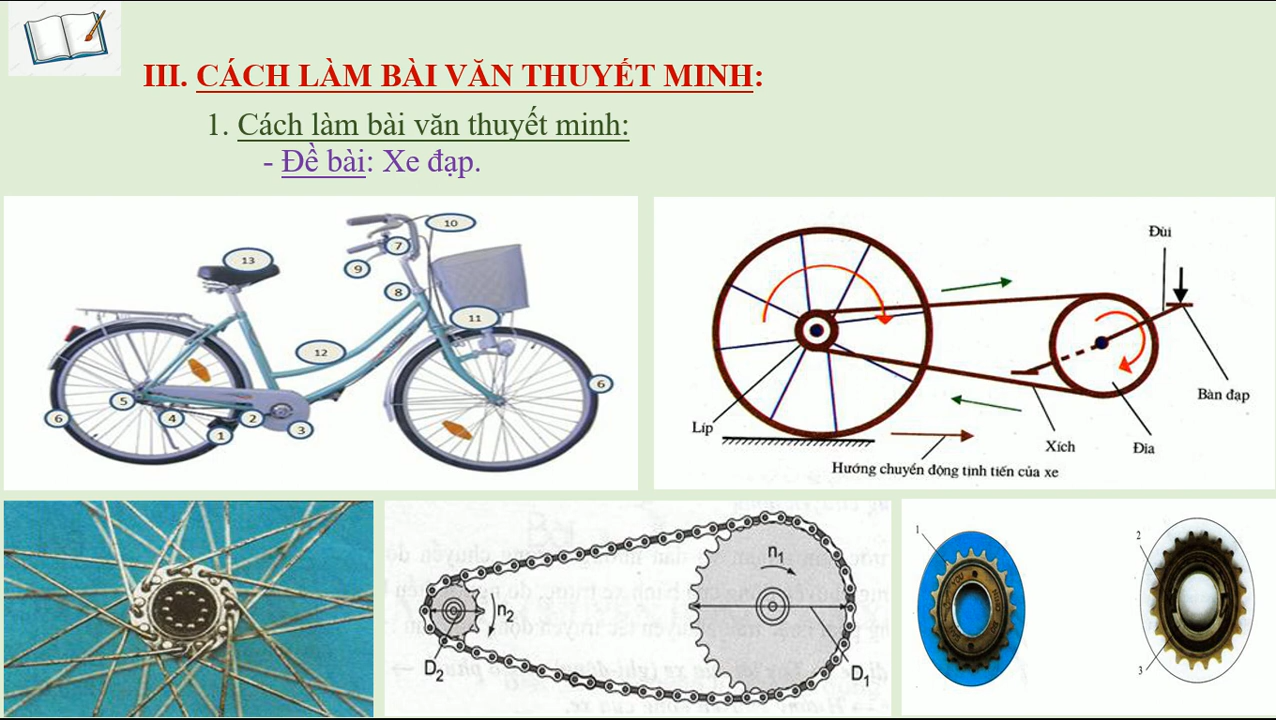 III. CÁCH LÀM BÀI VĂN THUYẾT MINH:
1. Cách làm bài văn thuyết minh:
- Đề bài: Xe đạp.
10
7
9
13
8
11
12
6
5
4
2
6
1
3
Đùi
Bàn đạp
Líp
Xích
Đĩa
Hướng chuyển động tịnh tiến của xe
n1
n2
D2
D1
1
2
3